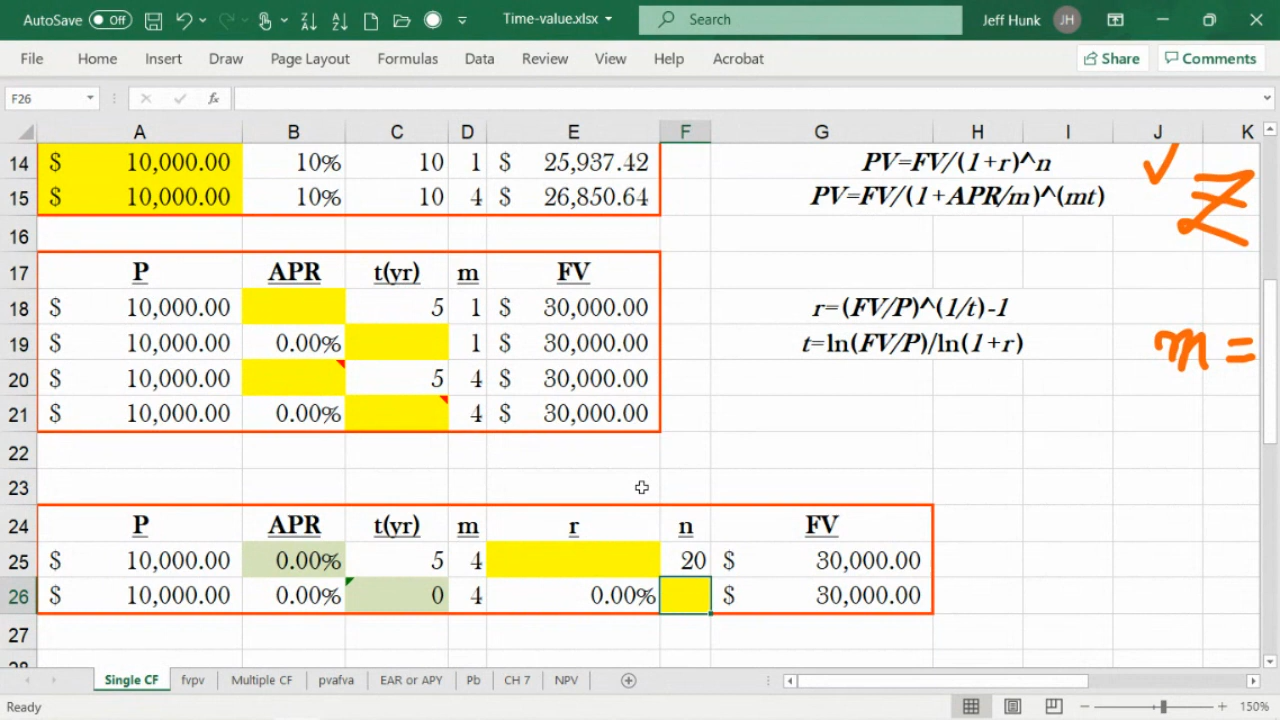 AutoSave Off Time-value.xlsx Search Jeff Hunk JH
File Home Insert Draw Page Layout Formulas Data Review View Help Acrobat Share Comments
F26 fx
A B C D E F G H I J K
14 $ 10,000.00 10% 10 1 $ 25,937.42 PV=FV/(1+r)^n ✓
15 $ 10,000.00 10% 10 4 $ 26,850.64 PV=FV/(1+APR/m)^(mt) Z
16
17 P APR t(yr) m FV
18 $ 10,000.00 5 1 $ 30,000.00 r=(FV/P)^(1/t)-1
19 $ 10,000.00 0.00% 1 $ 30,000.00 t=ln(FV/P)/ln(1+r) m =
20 $ 10,000.00 5 4 $ 30,000.00
21 $ 10,000.00 0.00% 4 $ 30,000.00
22
23
24 P APR t(yr) m r n FV
25 $ 10,000.00 0.00% 5 4 20 $ 30,000.00
26 $ 10,000.00 0.00% 0 4 0.00% $ 30,000.00
27
Single CF fvpv Multiple CF pvafva EAR or APY Pb CH 7 NPV
Ready 150%